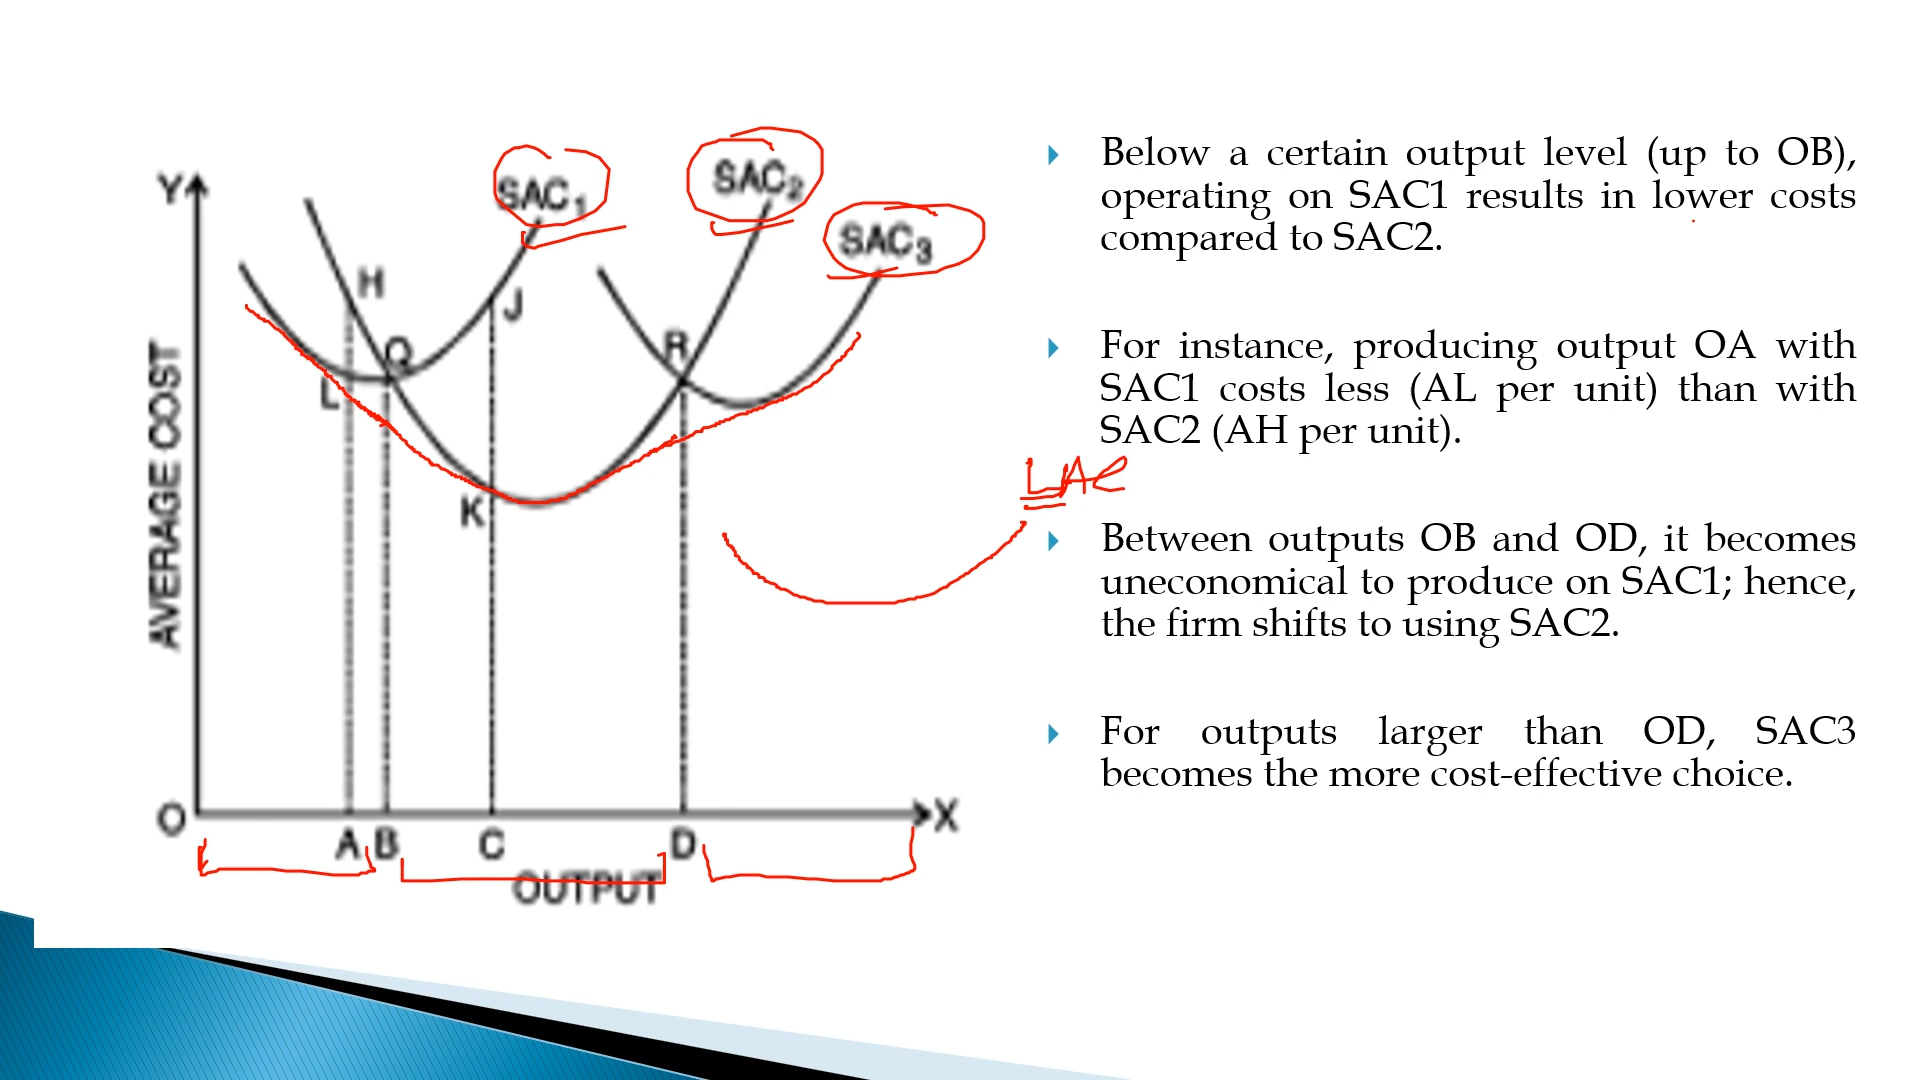 SAC1
SAC2
SAC3
Y
H
J
Q
R
L
K
AVERAGE COST
O
X
A B C D
OUTPUT
LAC
Below a certain output level (up to OB),
operating on SAC1 results in lower costs
compared to SAC2.
For instance, producing output OA with
SAC1 costs less (AL per unit) than with
SAC2 (AH per unit).
Between outputs OB and OD, it becomes
uneconomical to produce on SAC1; hence,
the firm shifts to using SAC2.
For outputs larger than OD, SAC3
becomes the more cost-effective choice.